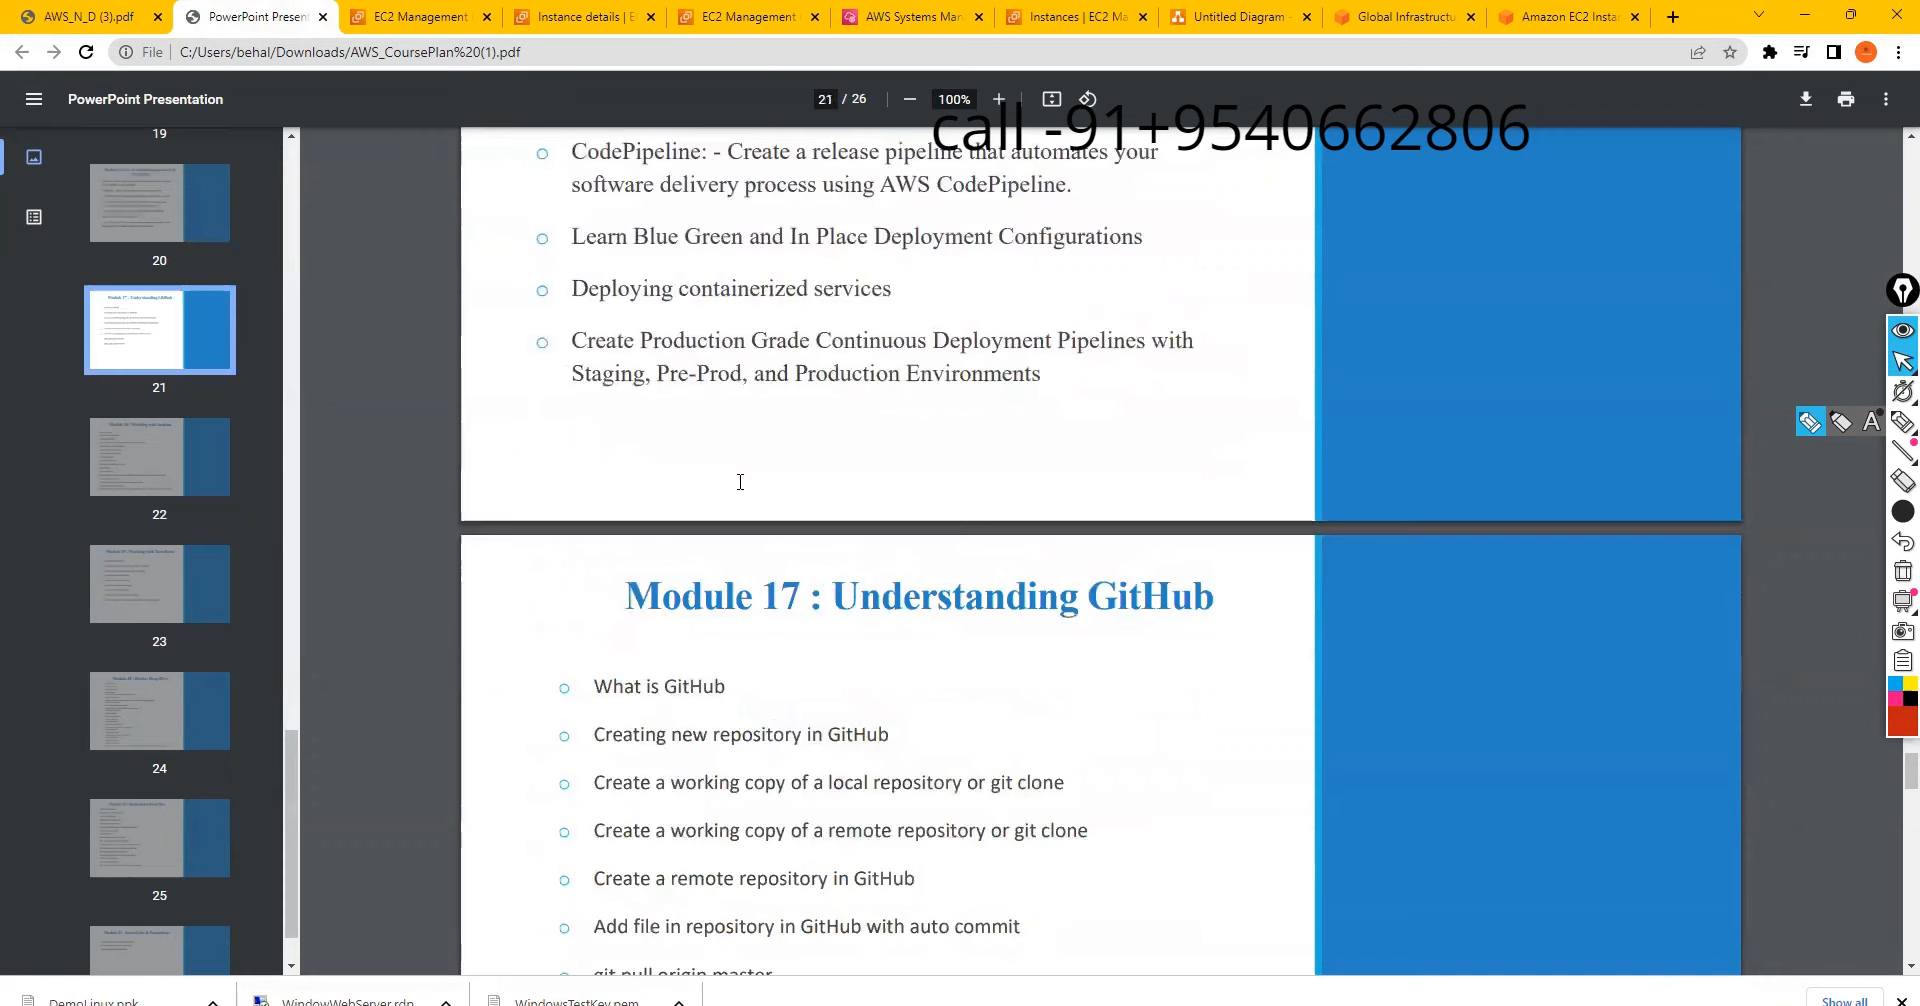 AWS_N_D (3).pdf
PowerPoint Presen
EC2 Management
Instance details | E
EC2 Management
AWS Systems Man
Instances | EC2 Ma
Untitled Diagram -
Global Infrastructu
Amazon EC2 Insta
File
C:/Users/behal/Downloads/AWS_CoursePlan%20(1).pdf
PowerPoint Presentation
21 / 26
100%
call -91+9540662806
19
20
21
22
23
24
25
CodePipeline: - Create a release pipeline that automates your
software delivery process using AWS CodePipeline.
Learn Blue Green and In Place Deployment Configurations
Deploying containerized services
Create Production Grade Continuous Deployment Pipelines with
Staging, Pre-Prod, and Production Environments
Module 17 : Understanding GitHub
What is GitHub
Creating new repository in GitHub
Create a working copy of a local repository or git clone
Create a working copy of a remote repository or git clone
Create a remote repository in GitHub
Add file in repository in GitHub with auto commit
git pull origin master
A
DemoLinux.ppk
WindowWebServer.rdp
WindowsTestKey.pem
Show all